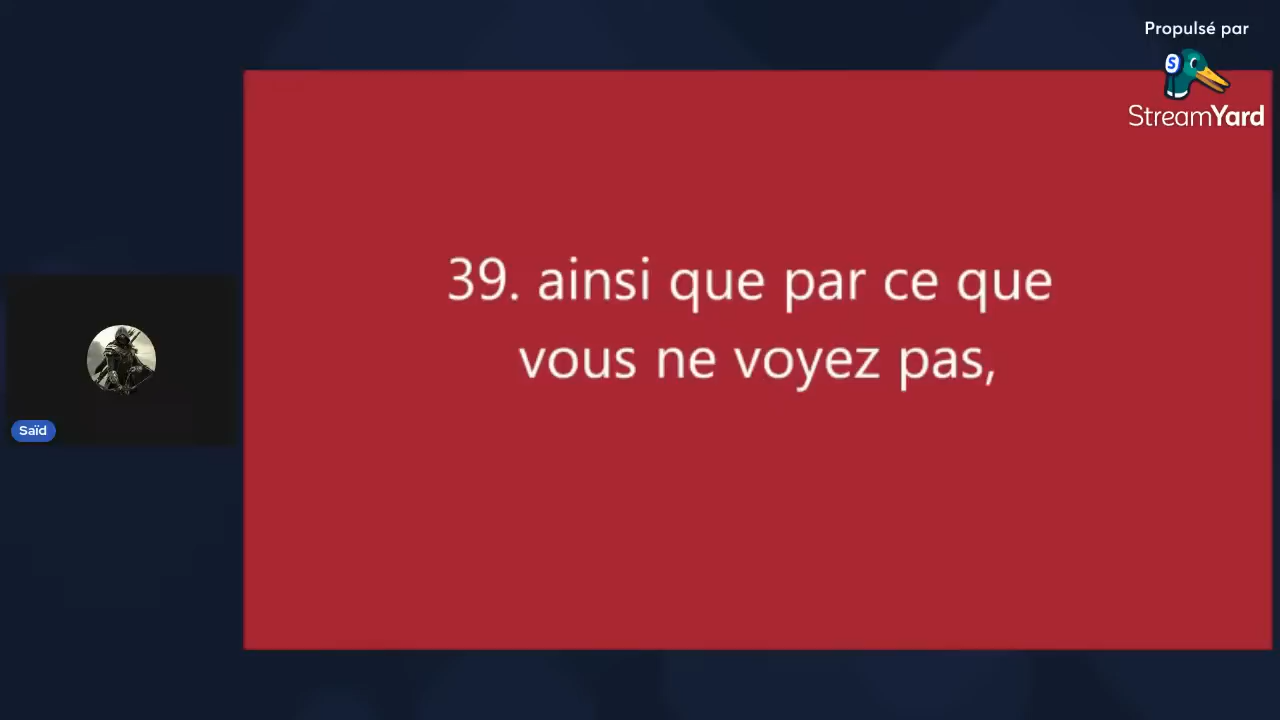 Propulsé par
StreamYard
39. ainsi que par ce que
vous ne voyez pas,
Saïd